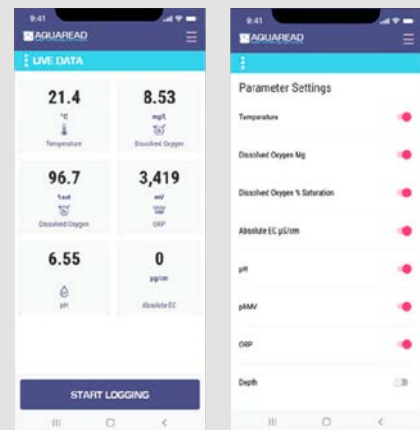 9:41
AQUAREAD
LIVE DATA
21.4
°C
Temperature
8.53
mg/L
Dissolved Oxygen
96.7
%sat
Dissolved Oxygen
3,419
mV
ORP
6.55
pH
0
µg/cm
Absolute EC
START LOGGING
9:41
AQUAREAD
Parameter Settings
Temperature
Dissolved Oxygen Mg
Dissolved Oxygen % Saturation
Absolute EC µS/cm
pH
phMV
ORP
Depth